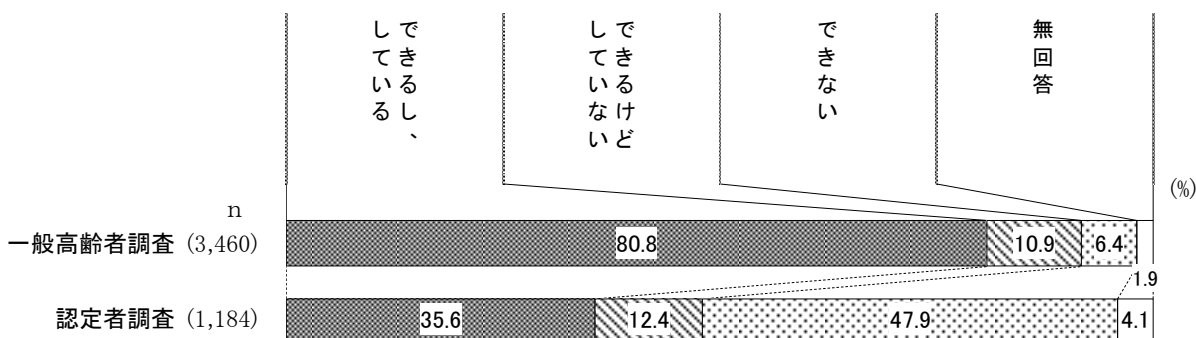 できるし、
している
できるけど
していない
できない
無回答
(%)
n
一般高齢者調査 (3,460)
80.8
10.9
6.4
1.9
認定者調査 (1,184)
35.6
12.4
47.9
4.1